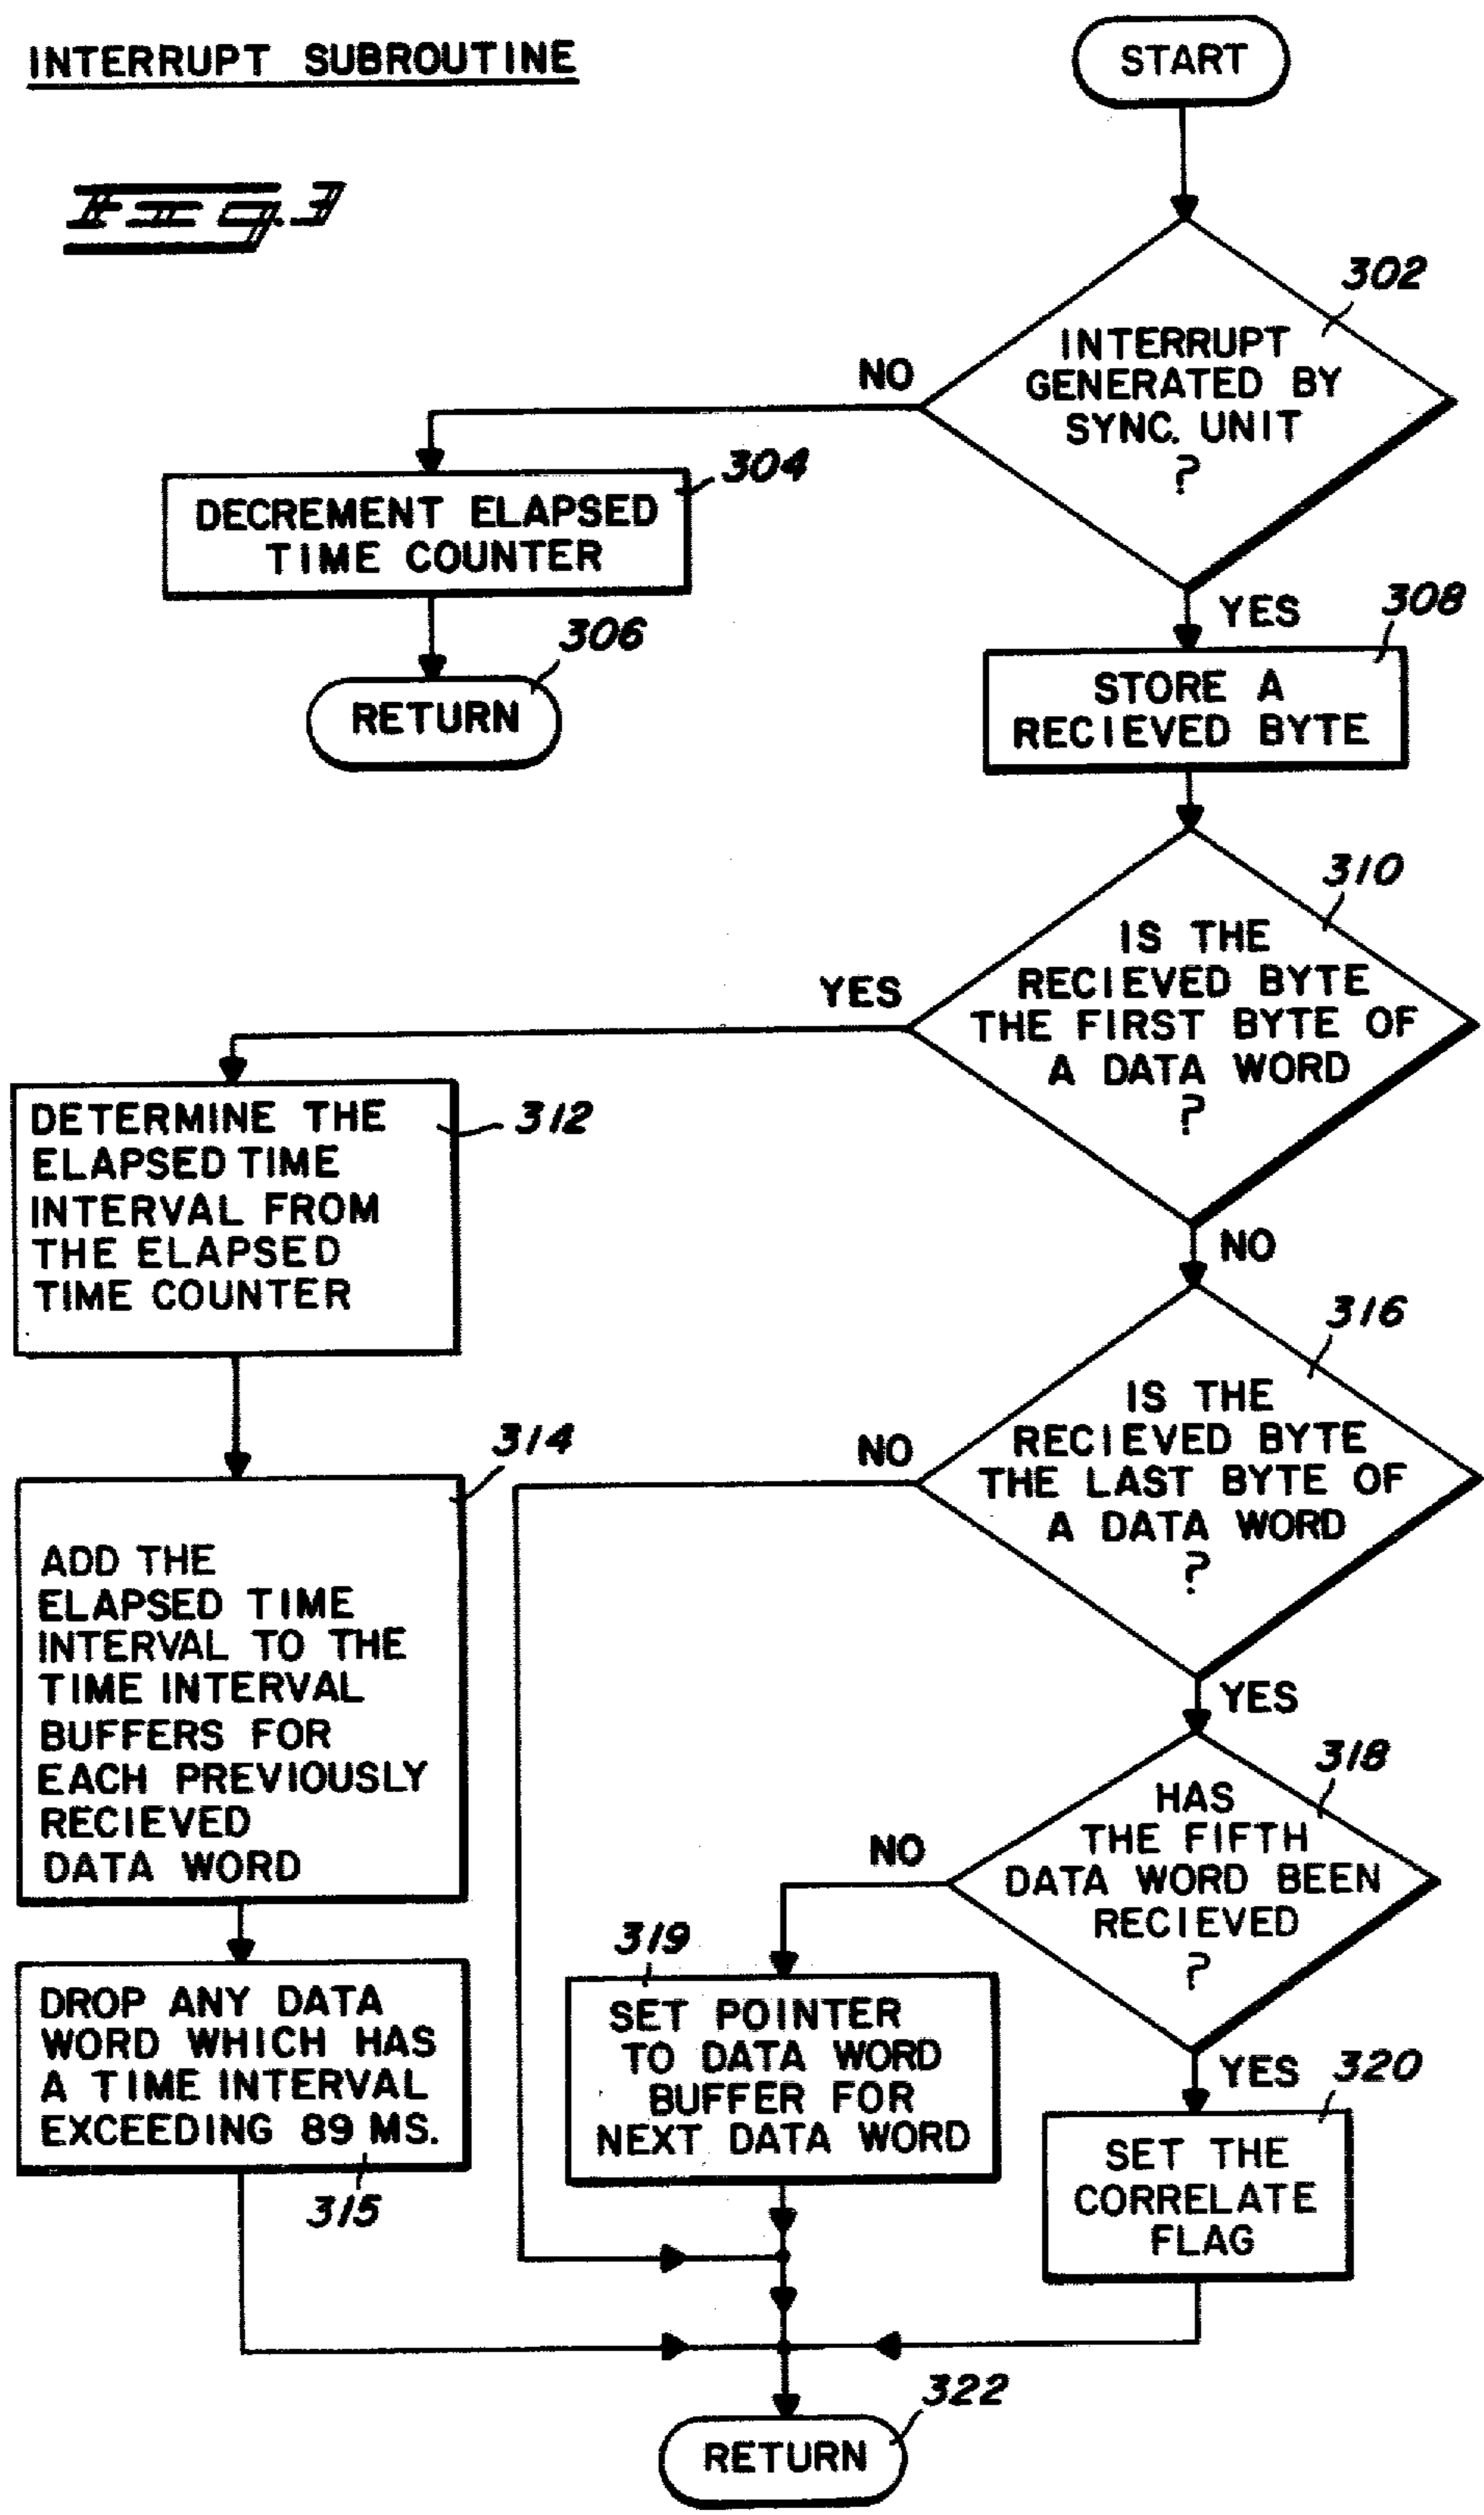 INTERRUPT SUBROUTINE
Fig. 3
START
302
INTERRUPT
GENERATED BY
SYNC. UNIT
?
NO
304
DECREMENT ELAPSED
TIME COUNTER
306
RETURN
YES
308
STORE A
RECIEVED BYTE
310
IS THE
RECIEVED BYTE
THE FIRST BYTE OF
A DATA WORD
?
YES
312
DETERMINE THE
ELAPSED TIME
INTERVAL FROM
THE ELAPSED
TIME COUNTER
314
ADD THE
ELAPSED TIME
INTERVAL TO THE
TIME INTERVAL
BUFFERS FOR
EACH PREVIOUSLY
RECIEVED
DATA WORD
DROP ANY DATA
WORD WHICH HAS
A TIME INTERVAL
EXCEEDING 89 MS.
315
NO
316
IS THE
RECIEVED BYTE
THE LAST BYTE OF
A DATA WORD
?
NO
YES
318
HAS
THE FIFTH
DATA WORD BEEN
RECIEVED
?
NO
319
SET POINTER
TO DATA WORD
BUFFER FOR
NEXT DATA WORD
YES
320
SET THE
CORRELATE
FLAG
322
RETURN